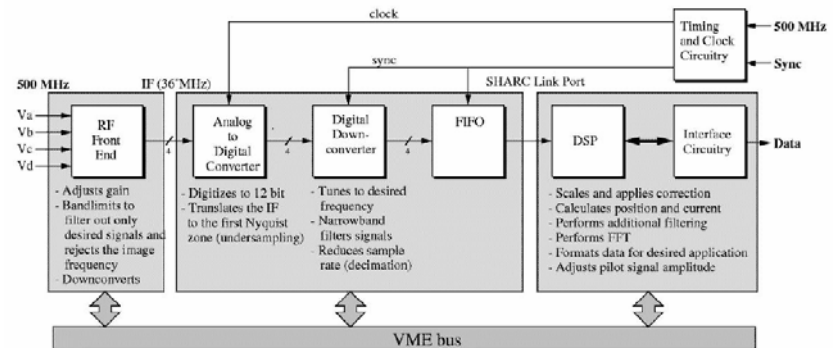 clock
Timing
and Clock
Circuitry
500 MHz
Sync
sync
SHARC Link Port
500 MHz
IF (36~MHz)
Va
Vb
Vc
Vd
RF
Front
End
4
Analog
to
Digital
Converter
4
Digital
Down-
converter
4
FIFO
DSP
Interface
Circuitry
Data
- Adjusts gain
- Bandlimits to
filter out only
desired signals and
rejects the image
frequency
- Downconverts
- Digitizes to 12 bit
- Translates the IF
to the first Nyquist
zone (undersampling)
- Tunes to desired
frequency
- Narrowband
filters signals
- Reduces sample
rate (decimation)
- Scales and applies correction
- Calculates position and current
- Performs additional filtering
- Performs FFT
- Formats data for desired application
- Adjusts pilot signal amplitude
VME bus